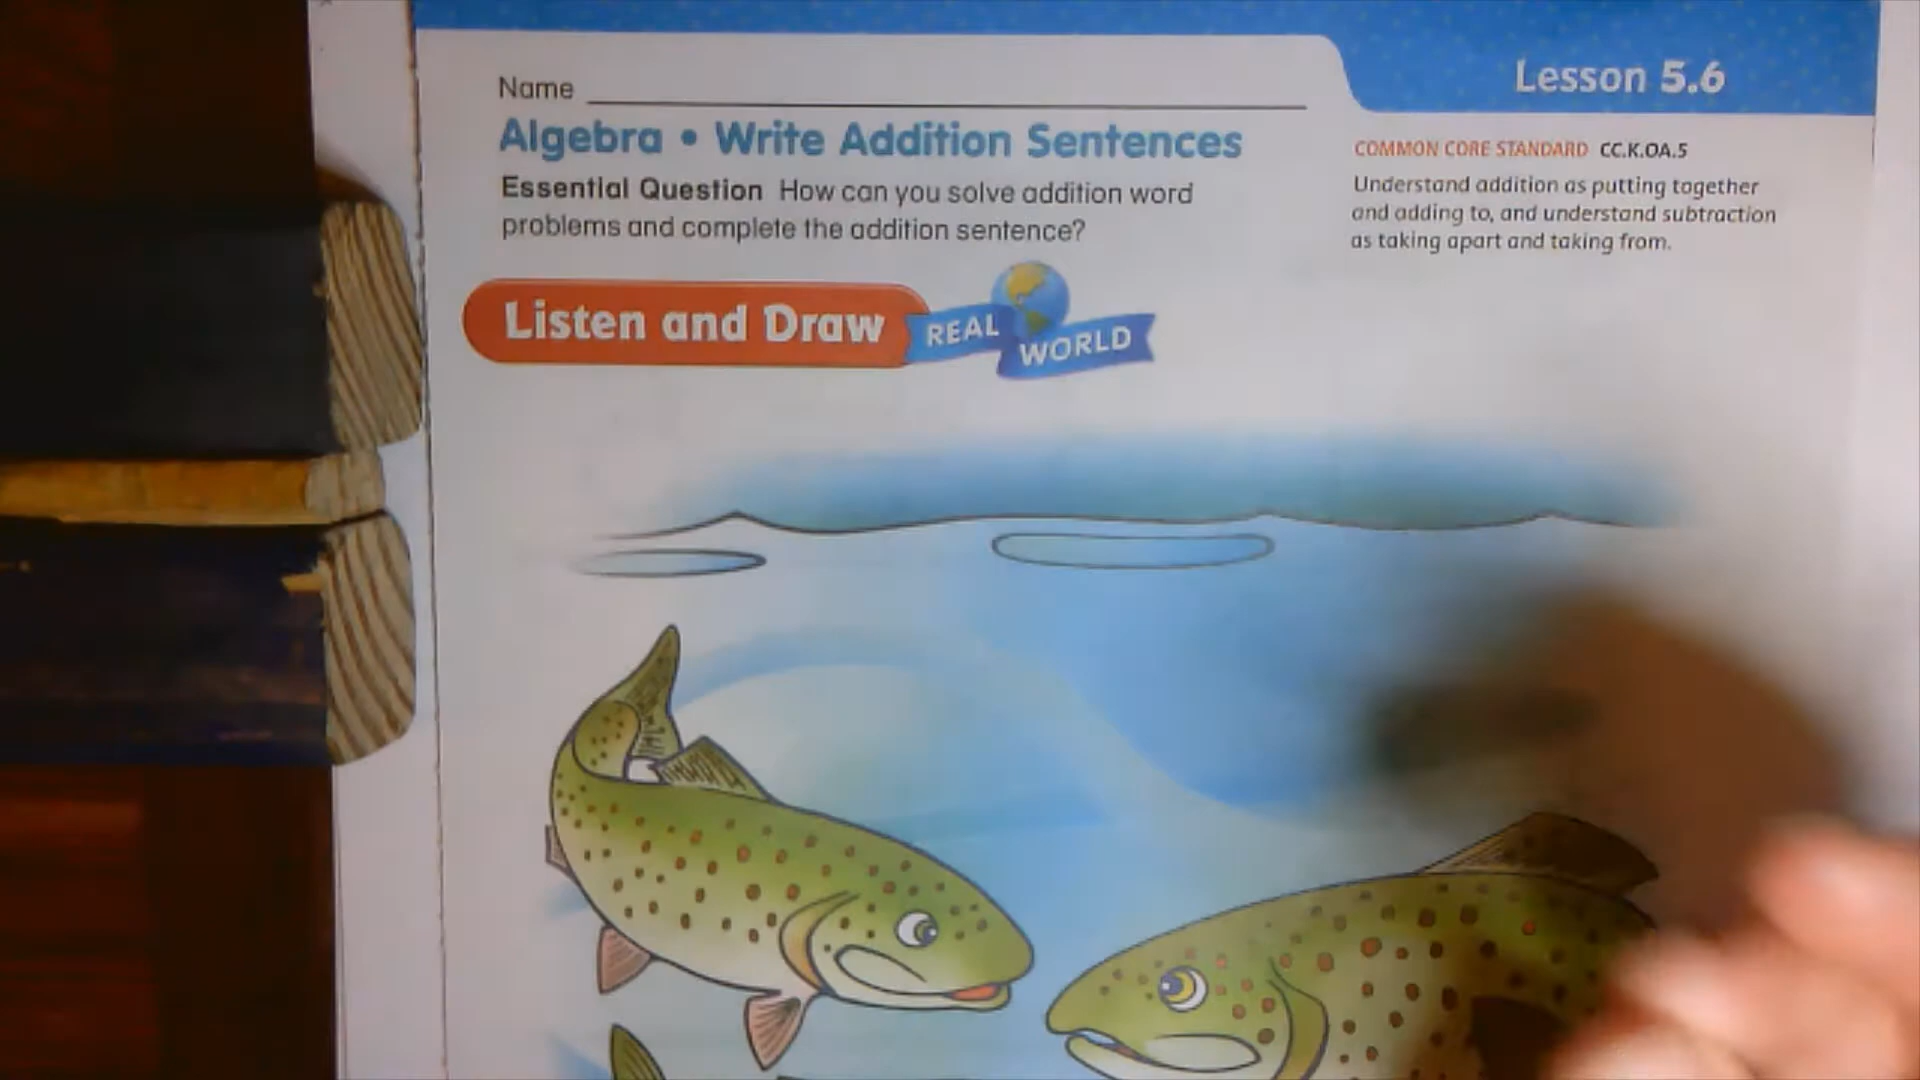 Lesson 5.6
Name
Algebra • Write Addition Sentences
Essential Question How can you solve addition word
problems and complete the addition sentence?
COMMON CORE STANDARD CC.K.OA.5
Understand addition as putting together
and adding to, and understand subtraction
as taking apart and taking from.
Listen and Draw
REAL
WORLD